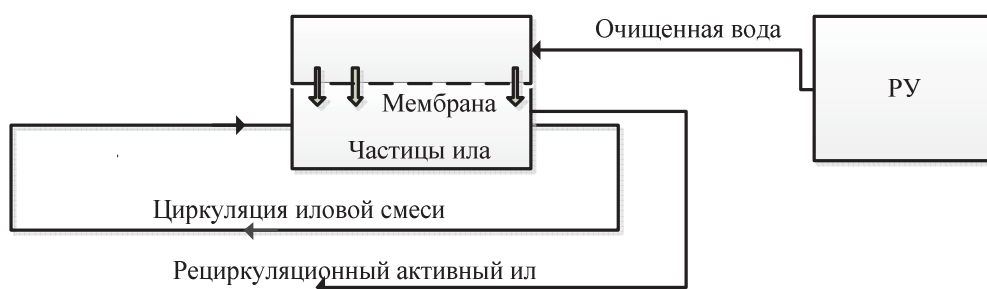 Очищенная вода
РУ
Мембрана
Частицы ила
Циркуляция иловой смеси
Рециркуляционный активный ил